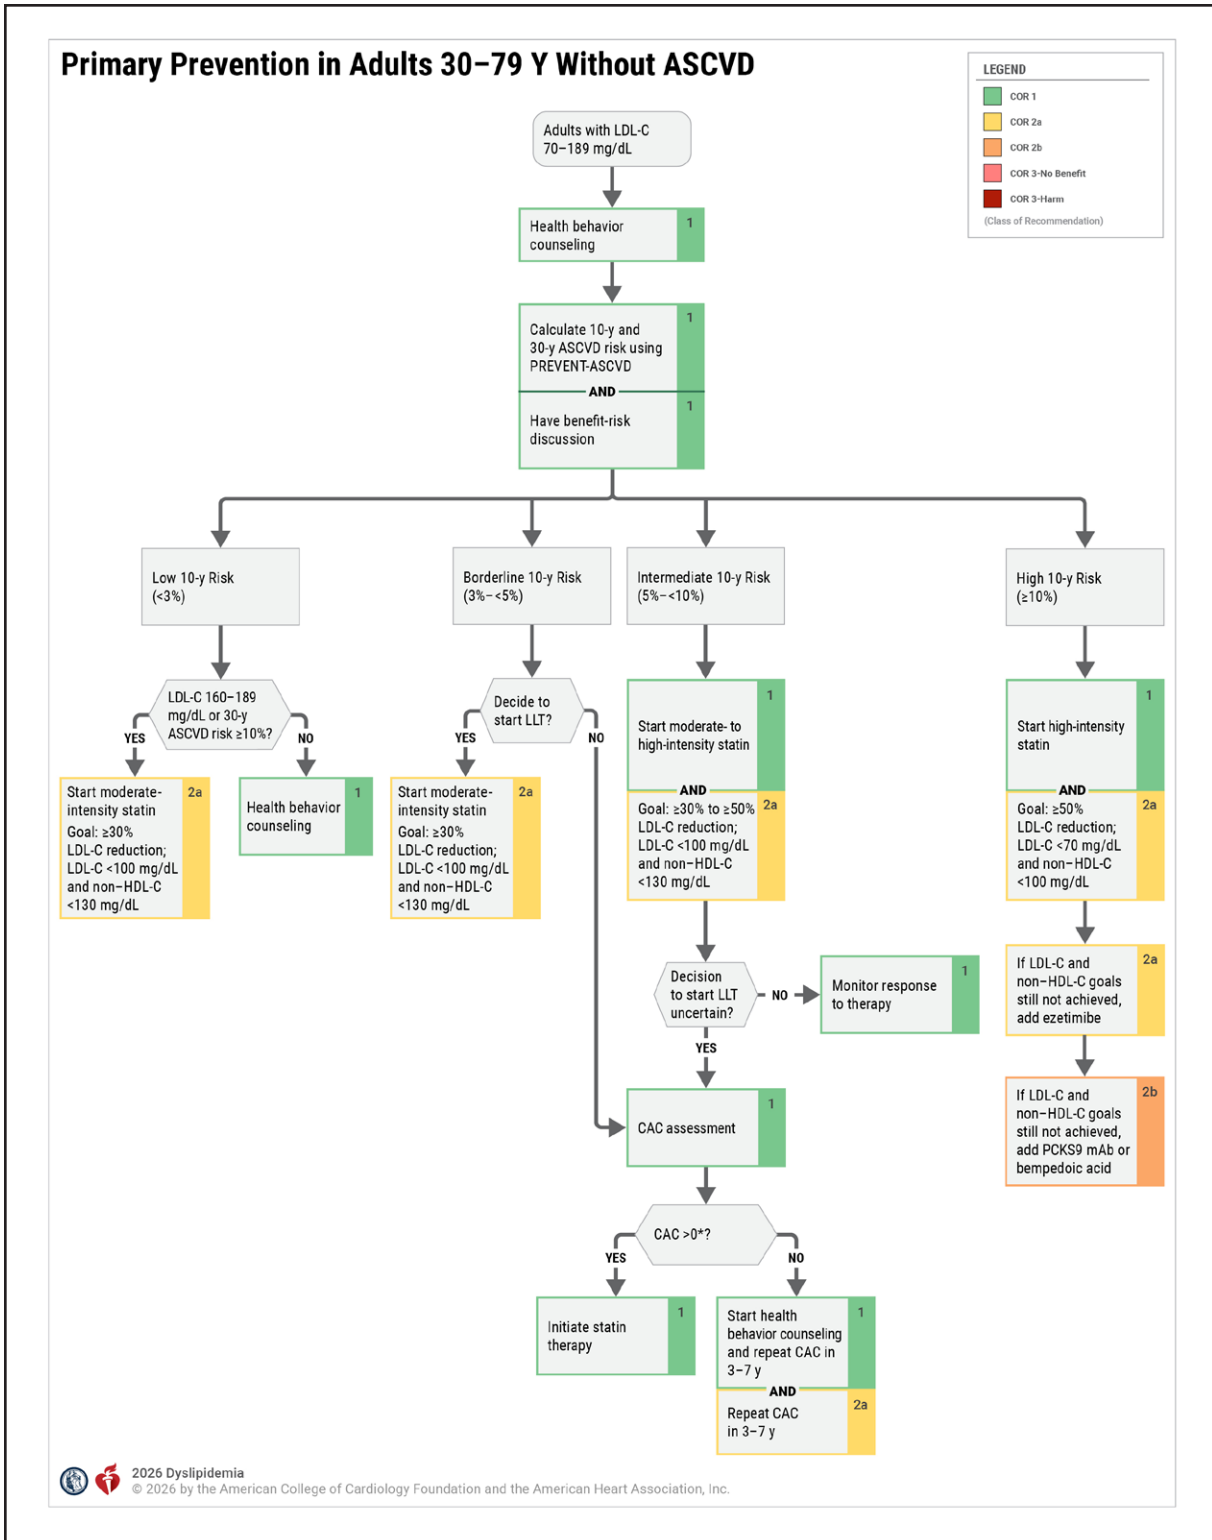 Primary Prevention in Adults 30–79 Y Without ASCVD
LEGEND
COR 1
COR 2a
COR 2b
COR 3-No Benefit
COR 3-Harm
(Class of Recommendation)
Adults with LDL-C
70–189 mg/dL
Health behavior
counseling
1
Calculate 10-y and
30-y ASCVD risk using
PREVENT-ASCVD
1
AND
Have benefit-risk
discussion
1
Low 10-y Risk
(<3%)
Borderline 10-y Risk
(3%–<5%)
Intermediate 10-y Risk
(5%–<10%)
High 10-y Risk
(≥10%)
LDL-C 160–189
mg/dL or 30-y
ASCVD risk ≥10%?
YES
NO
Start moderate-
intensity statin
Goal: ≥30%
LDL-C reduction;
LDL-C <100 mg/dL
and non–HDL-C
<130 mg/dL
2a
Health behavior
counseling
1
Decide to
start LLT?
YES
NO
Start moderate-
intensity statin
Goal: ≥30%
LDL-C reduction;
LDL-C <100 mg/dL
and non–HDL-C
<130 mg/dL
2a
Start moderate- to
high-intensity statin
1
AND
Goal: ≥30% to ≥50%
LDL-C reduction;
LDL-C <100 mg/dL
and non–HDL-C
<130 mg/dL
2a
Decision
to start LLT
uncertain?
NO
Monitor response
to therapy
1
YES
CAC assessment
1
CAC >0*?
YES
NO
Initiate statin
therapy
1
Start health
behavior counseling
and repeat CAC in
3–7 y
1
AND
Repeat CAC
in 3–7 y
2a
Start high-intensity
statin
1
AND
Goal: ≥50%
LDL-C reduction;
LDL-C <70 mg/dL
and non–HDL-C
<100 mg/dL
2a
If LDL-C and
non–HDL-C goals
still not achieved,
add ezetimibe
2a
If LDL-C and
non–HDL-C goals
still not achieved,
add PCKS9 mAb or
bempedoic acid
2b
2026 Dyslipidemia
© 2026 by the American College of Cardiology Foundation and the American Heart Association, Inc.